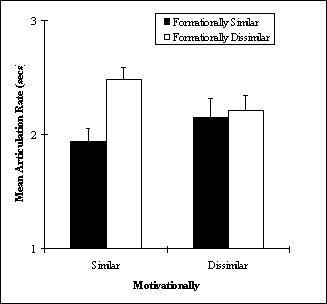 Formationally Similar
Formationally Dissimilar
3
2
1
Mean Articulation Rate (secs
Similar
Dissimilar
Motivationally